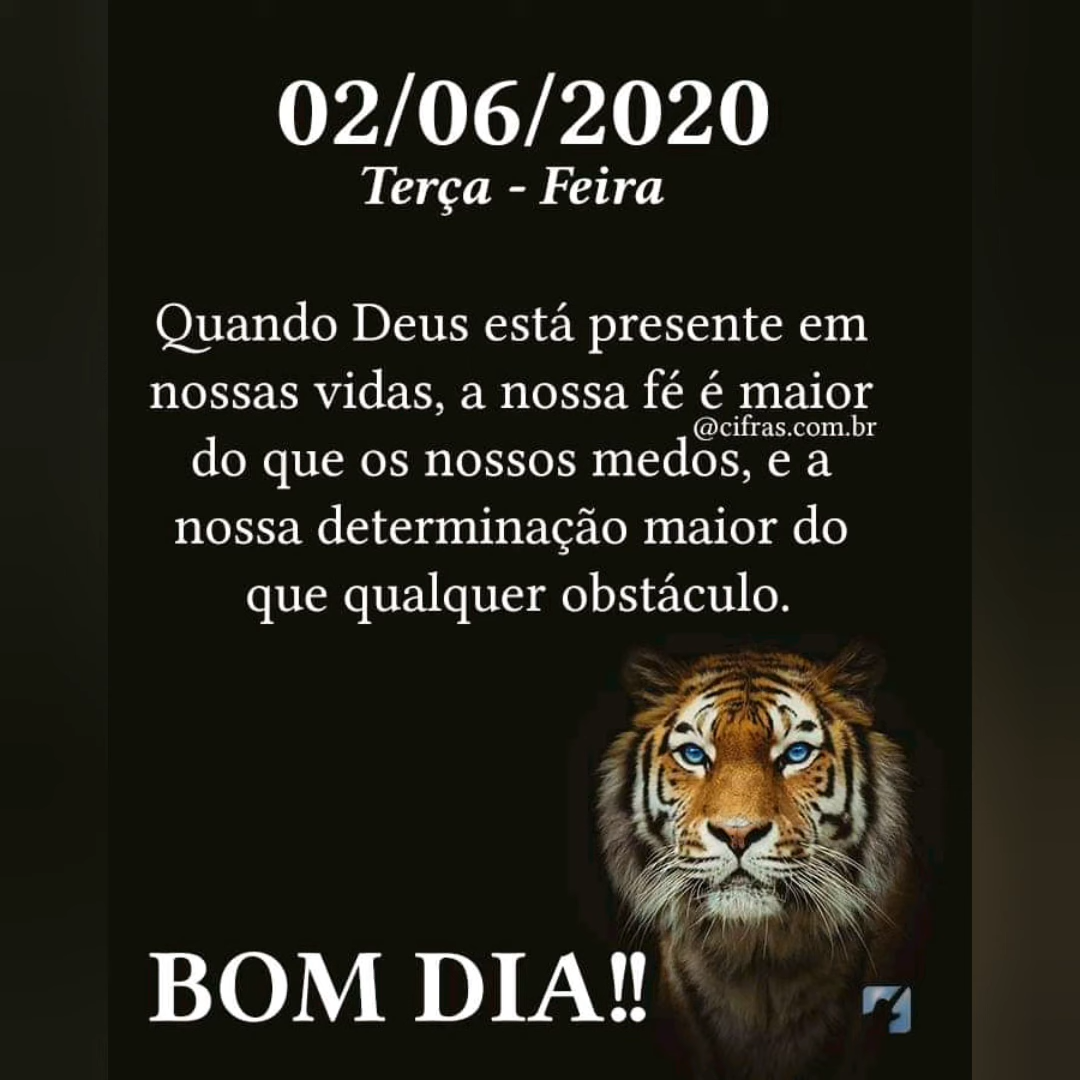 02/06/2020
Terça - Feira
Quando Deus está presente em
nossas vidas, a nossa fé é maior
@cifras.com.br
do que os nossos medos, e a
nossa determinação maior do
que qualquer obstáculo.
BOM DIA!!